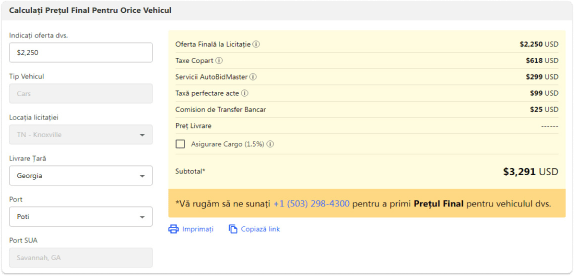 Calculați Prețul Final Pentru Orice Vehicul
Indicați oferta dvs.
$2,250
Tip Vehicul
Cars
Locația licitației
TN - Knoxville
Livrare Țară
Georgia
Port
Poti
Port SUA
Savannah, GA
Oferta Finală la Licitație $2,250 USD
Taxe Copart $618 USD
Servicii AutoBidMaster $299 USD
Taxă perfectare acte $99 USD
Comision de Transfer Bancar $25 USD
Preț Livrare ------
Asigurare Cargo (1.5%)
Subtotal* $3,291 USD
*Vă rugăm să ne sunați +1 (503) 298-4300 pentru a primi Prețul Final pentru vehiculul dvs.
Imprimați Copiază link